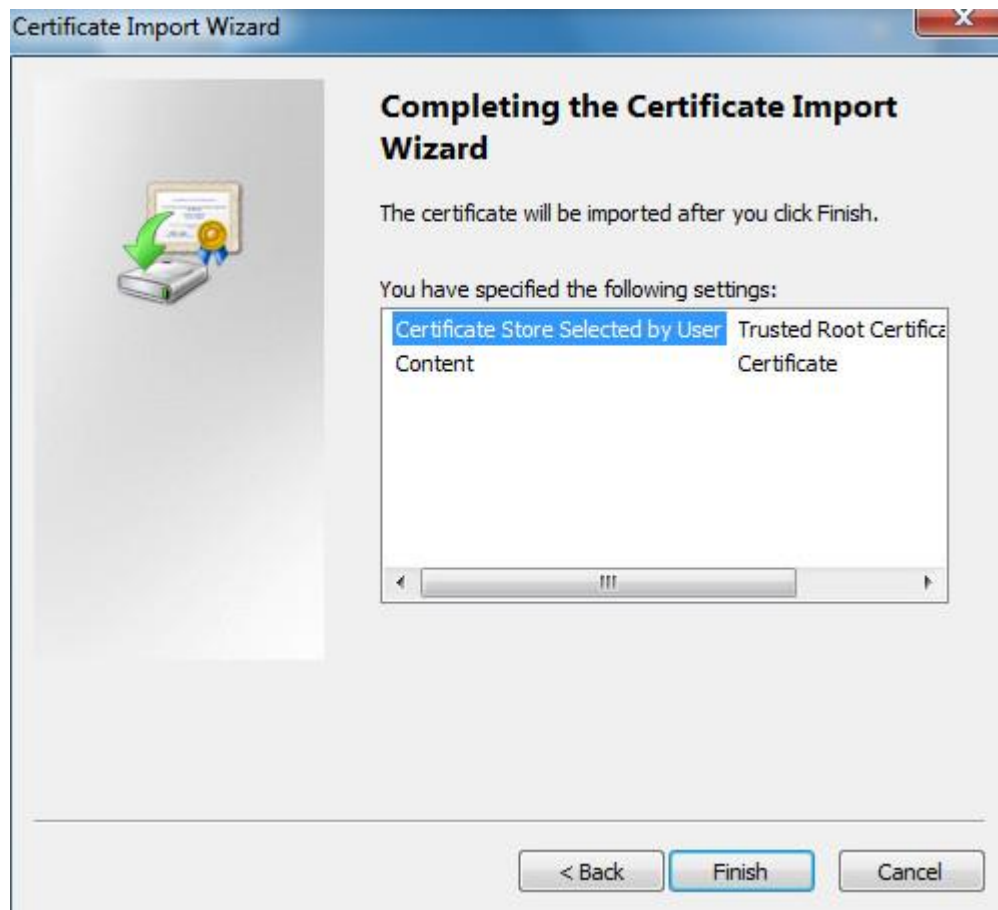 Certificate Import Wizard
Completing the Certificate Import
Wizard
The certificate will be imported after you click Finish.
You have specified the following settings:
Certificate Store Selected by User Trusted Root Certifica
Content Certificate
< Back Finish Cancel